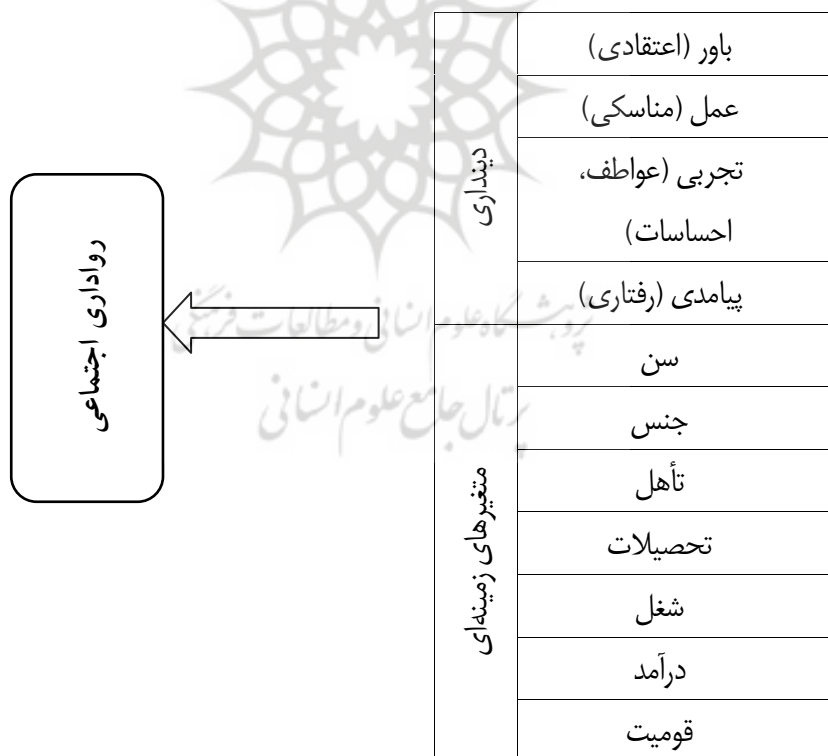 باور (اعتقادی)
عمل (مناسکی)
تجربی (عواطف،
احساسات)
پیامدی (رفتاری)
دینداری
سن
جنس
تأهل
تحصیلات
شغل
درآمد
قومیت
متغیرهای زمینه‌ای
رواداری اجتماعی
پژوهشگاه علوم انسانی و مطالعات فرهنگی
پرتال جامع علوم انسانی